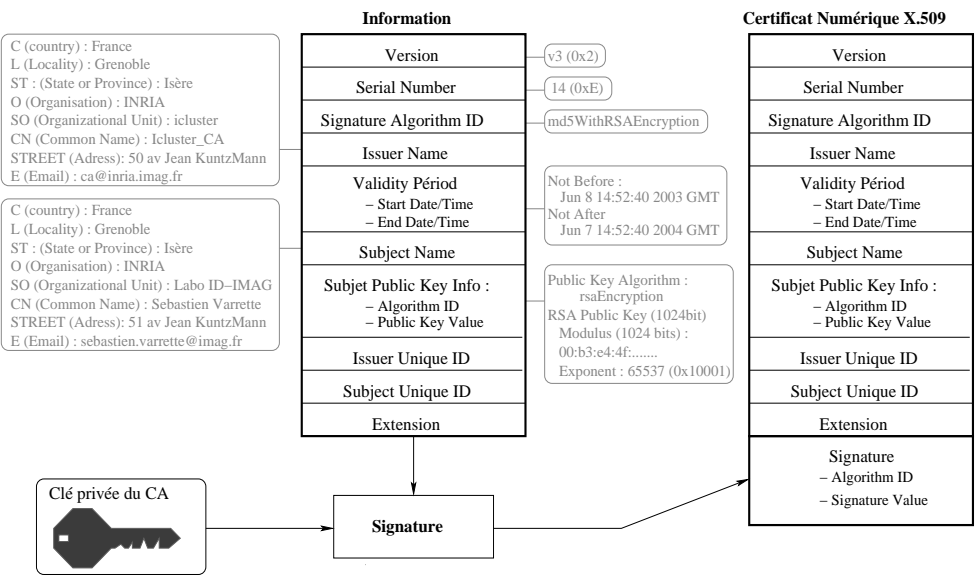 Information
Certificat Numérique X.509
C (country) : France
L (Locality) : Grenoble
ST : (State or Province) : Isère
O (Organisation) : INRIA
SO (Organizational Unit) : icluster
CN (Common Name) : Icluster_CA
STREET (Adress): 50 av Jean KuntzMann
E (Email) : ca@inria.imag.fr
C (country) : France
L (Locality) : Grenoble
ST : (State or Province) : Isère
O (Organisation) : INRIA
SO (Organizational Unit) : Labo ID–IMAG
CN (Common Name) : Sebastien Varrette
STREET (Adress): 51 av Jean KuntzMann
E (Email) : sebastien.varrette@imag.fr
Version
Serial Number
Signature Algorithm ID
Issuer Name
Validity Périod
– Start Date/Time
– End Date/Time
Subject Name
Subjet Public Key Info :
– Algorithm ID
– Public Key Value
Issuer Unique ID
Subject Unique ID
Extension
v3 (0x2)
14 (0xE)
md5WithRSAEncryption
Not Before :
Jun 8 14:52:40 2003 GMT
Not After
Jun 7 14:52:40 2004 GMT
Public Key Algorithm :
rsaEncryption
RSA Public Key (1024bit)
Modulus (1024 bits) :
00:b3:e4:4f:.......
Exponent : 65537 (0x10001)
Version
Serial Number
Signature Algorithm ID
Issuer Name
Validity Périod
– Start Date/Time
– End Date/Time
Subject Name
Subjet Public Key Info :
– Algorithm ID
– Public Key Value
Issuer Unique ID
Subject Unique ID
Extension
Signature
– Algorithm ID
– Signature Value
Clé privée du CA
Signature